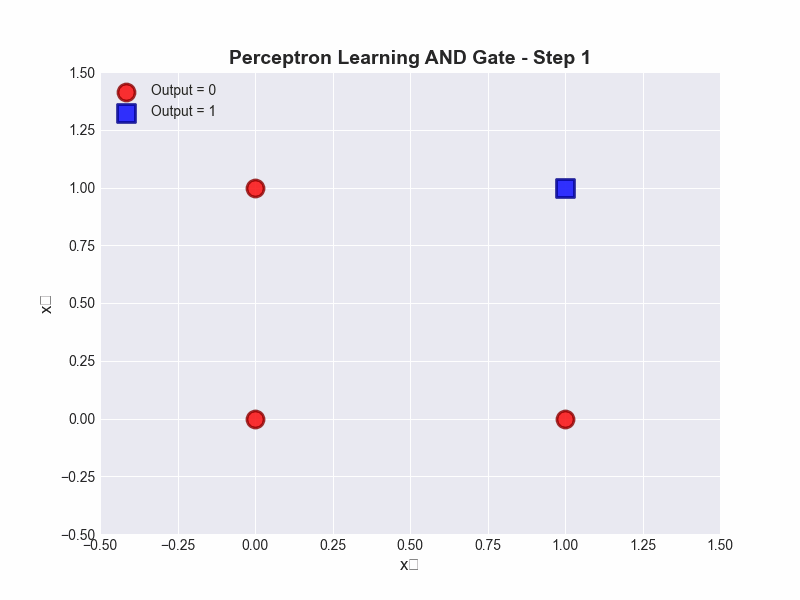 Perceptron Learning AND Gate - Step 1
Output = 0
Output = 1
1.50
1.25
1.00
0.75
0.50
0.25
0.00
−0.25
−0.50
x□
−0.50 −0.25 0.00 0.25 0.50 0.75 1.00 1.25 1.50
x□